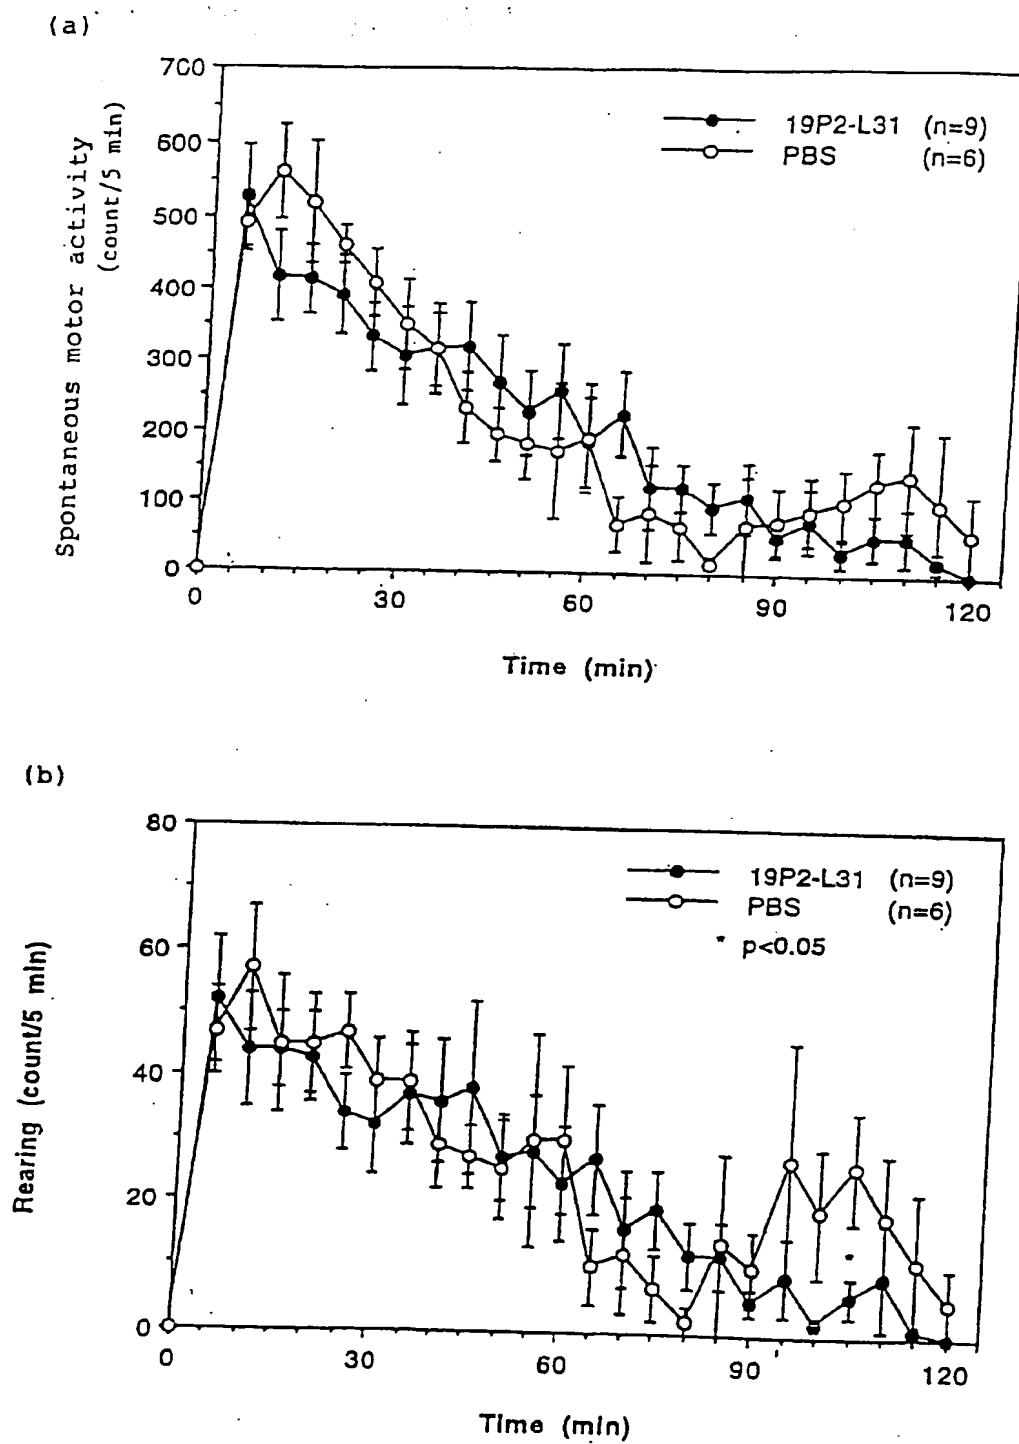 (a)
700
600
500
400
300
200
100
0
Spontaneous motor activity
(count/5 min)
19P2-L31 (n=9)
PBS (n=6)
0 30 60 90 120
Time (min)
(b)
80
60
40
20
0
Rearing (count/5 min)
19P2-L31 (n=9)
PBS (n=6)
* p<0.05
*
0 30 60 90 120
Time (min)